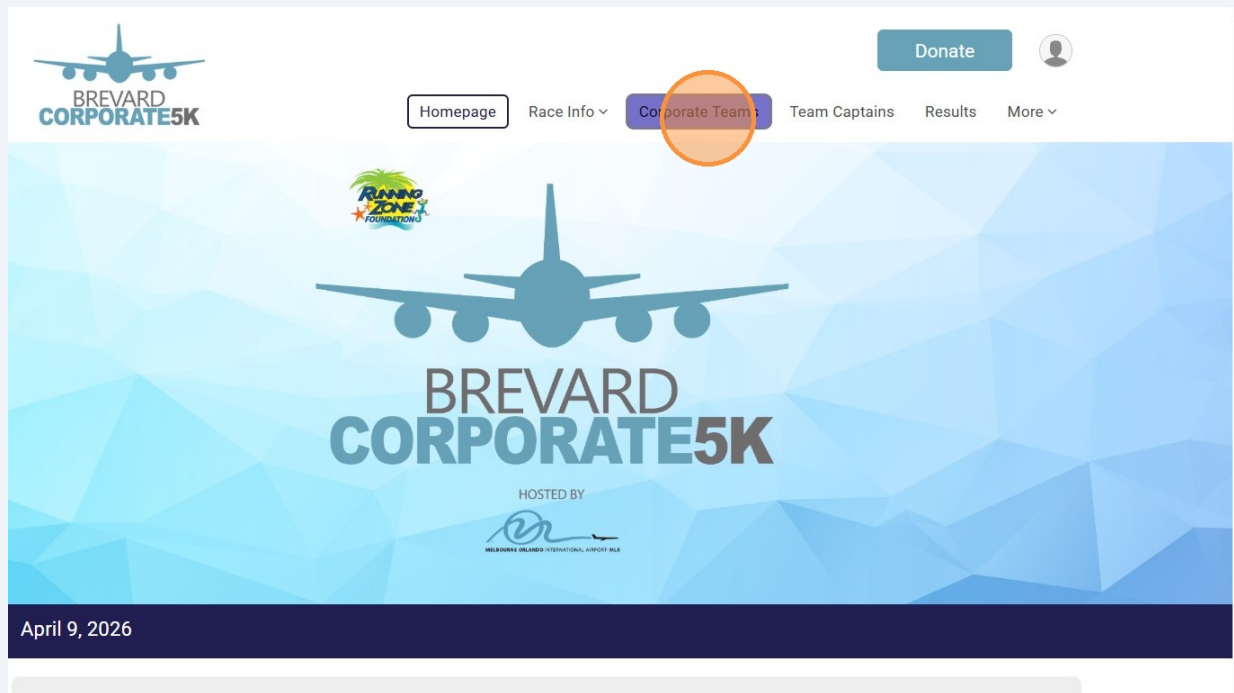 BREVARD
CORPORATE5K
Donate
Homepage
Race Info
Corporate Teams
Team Captains
Results
More
RUNNING
ZONE
FOUNDATION
BREVARD
CORPORATE5K
HOSTED BY
MELBOURNE ORLANDO INTERNATIONAL AIRPORT-MLB
April 9, 2026